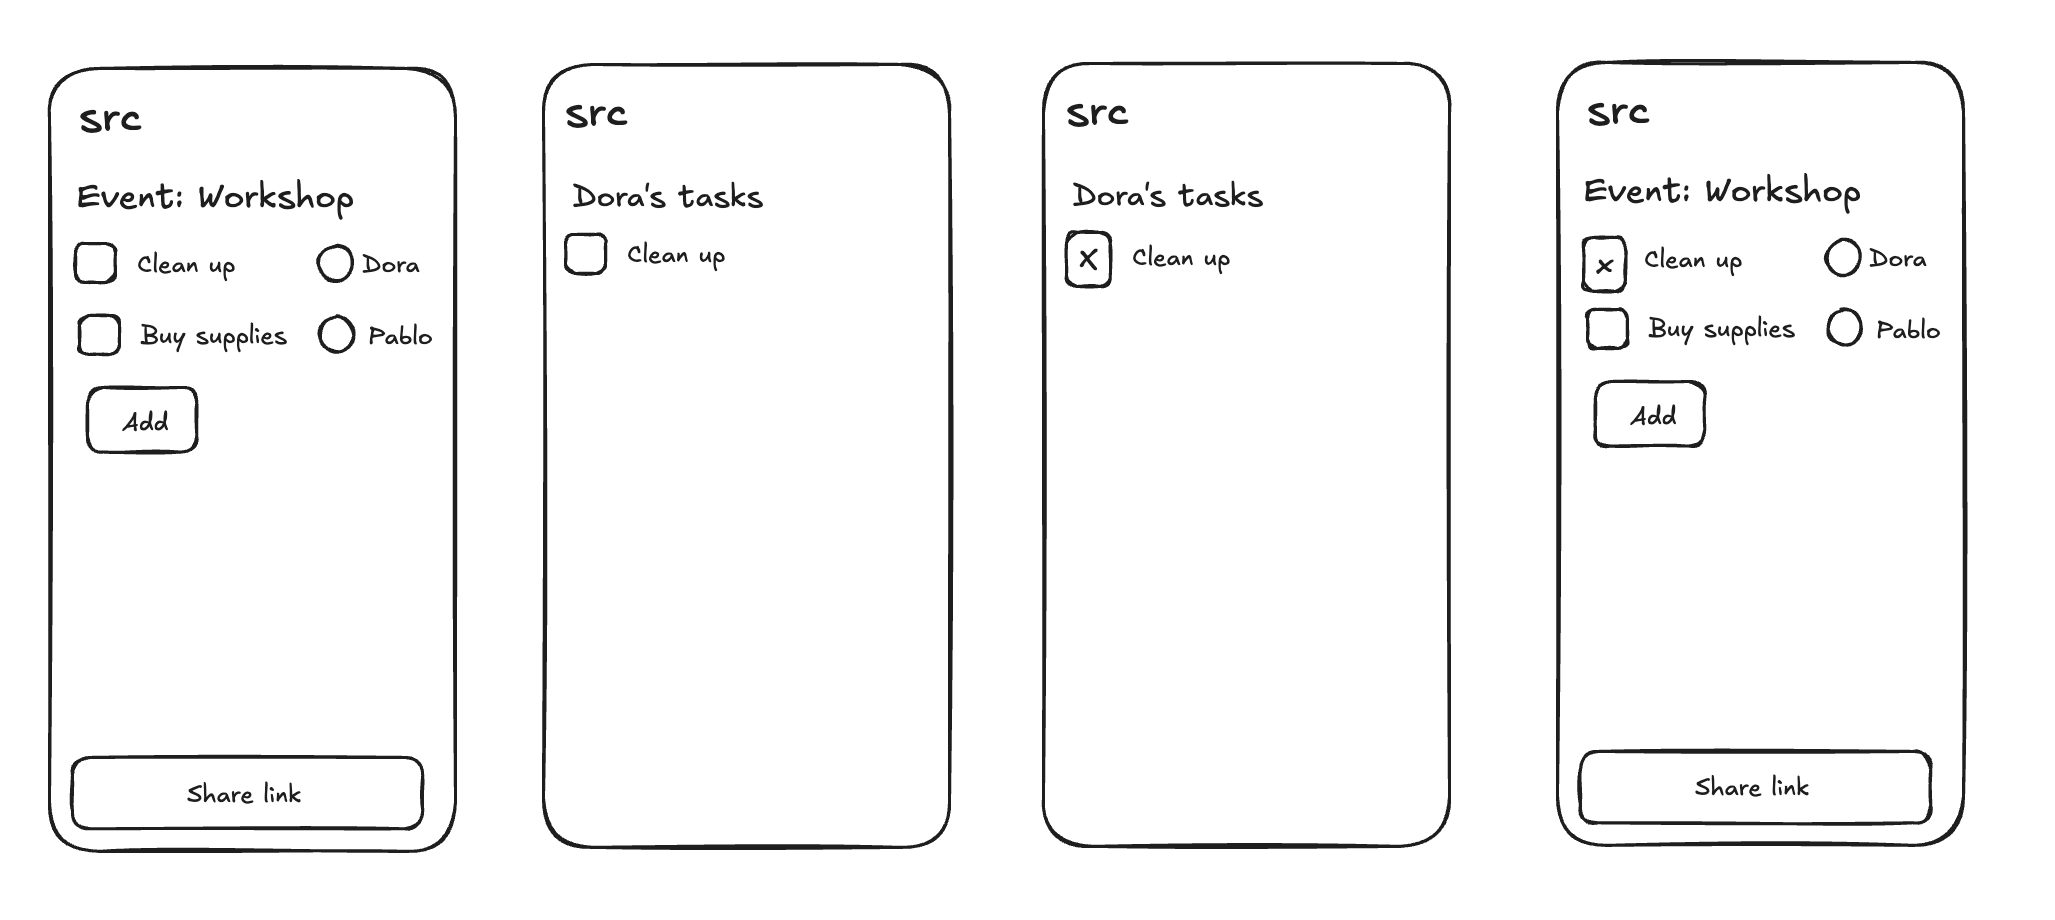 src
Event: Workshop
Clean up Dora
Buy supplies Pablo
Add
Share link
src
Dora's tasks
Clean up
src
Dora's tasks
x Clean up
src
Event: Workshop
x Clean up Dora
Buy supplies Pablo
Add
Share link